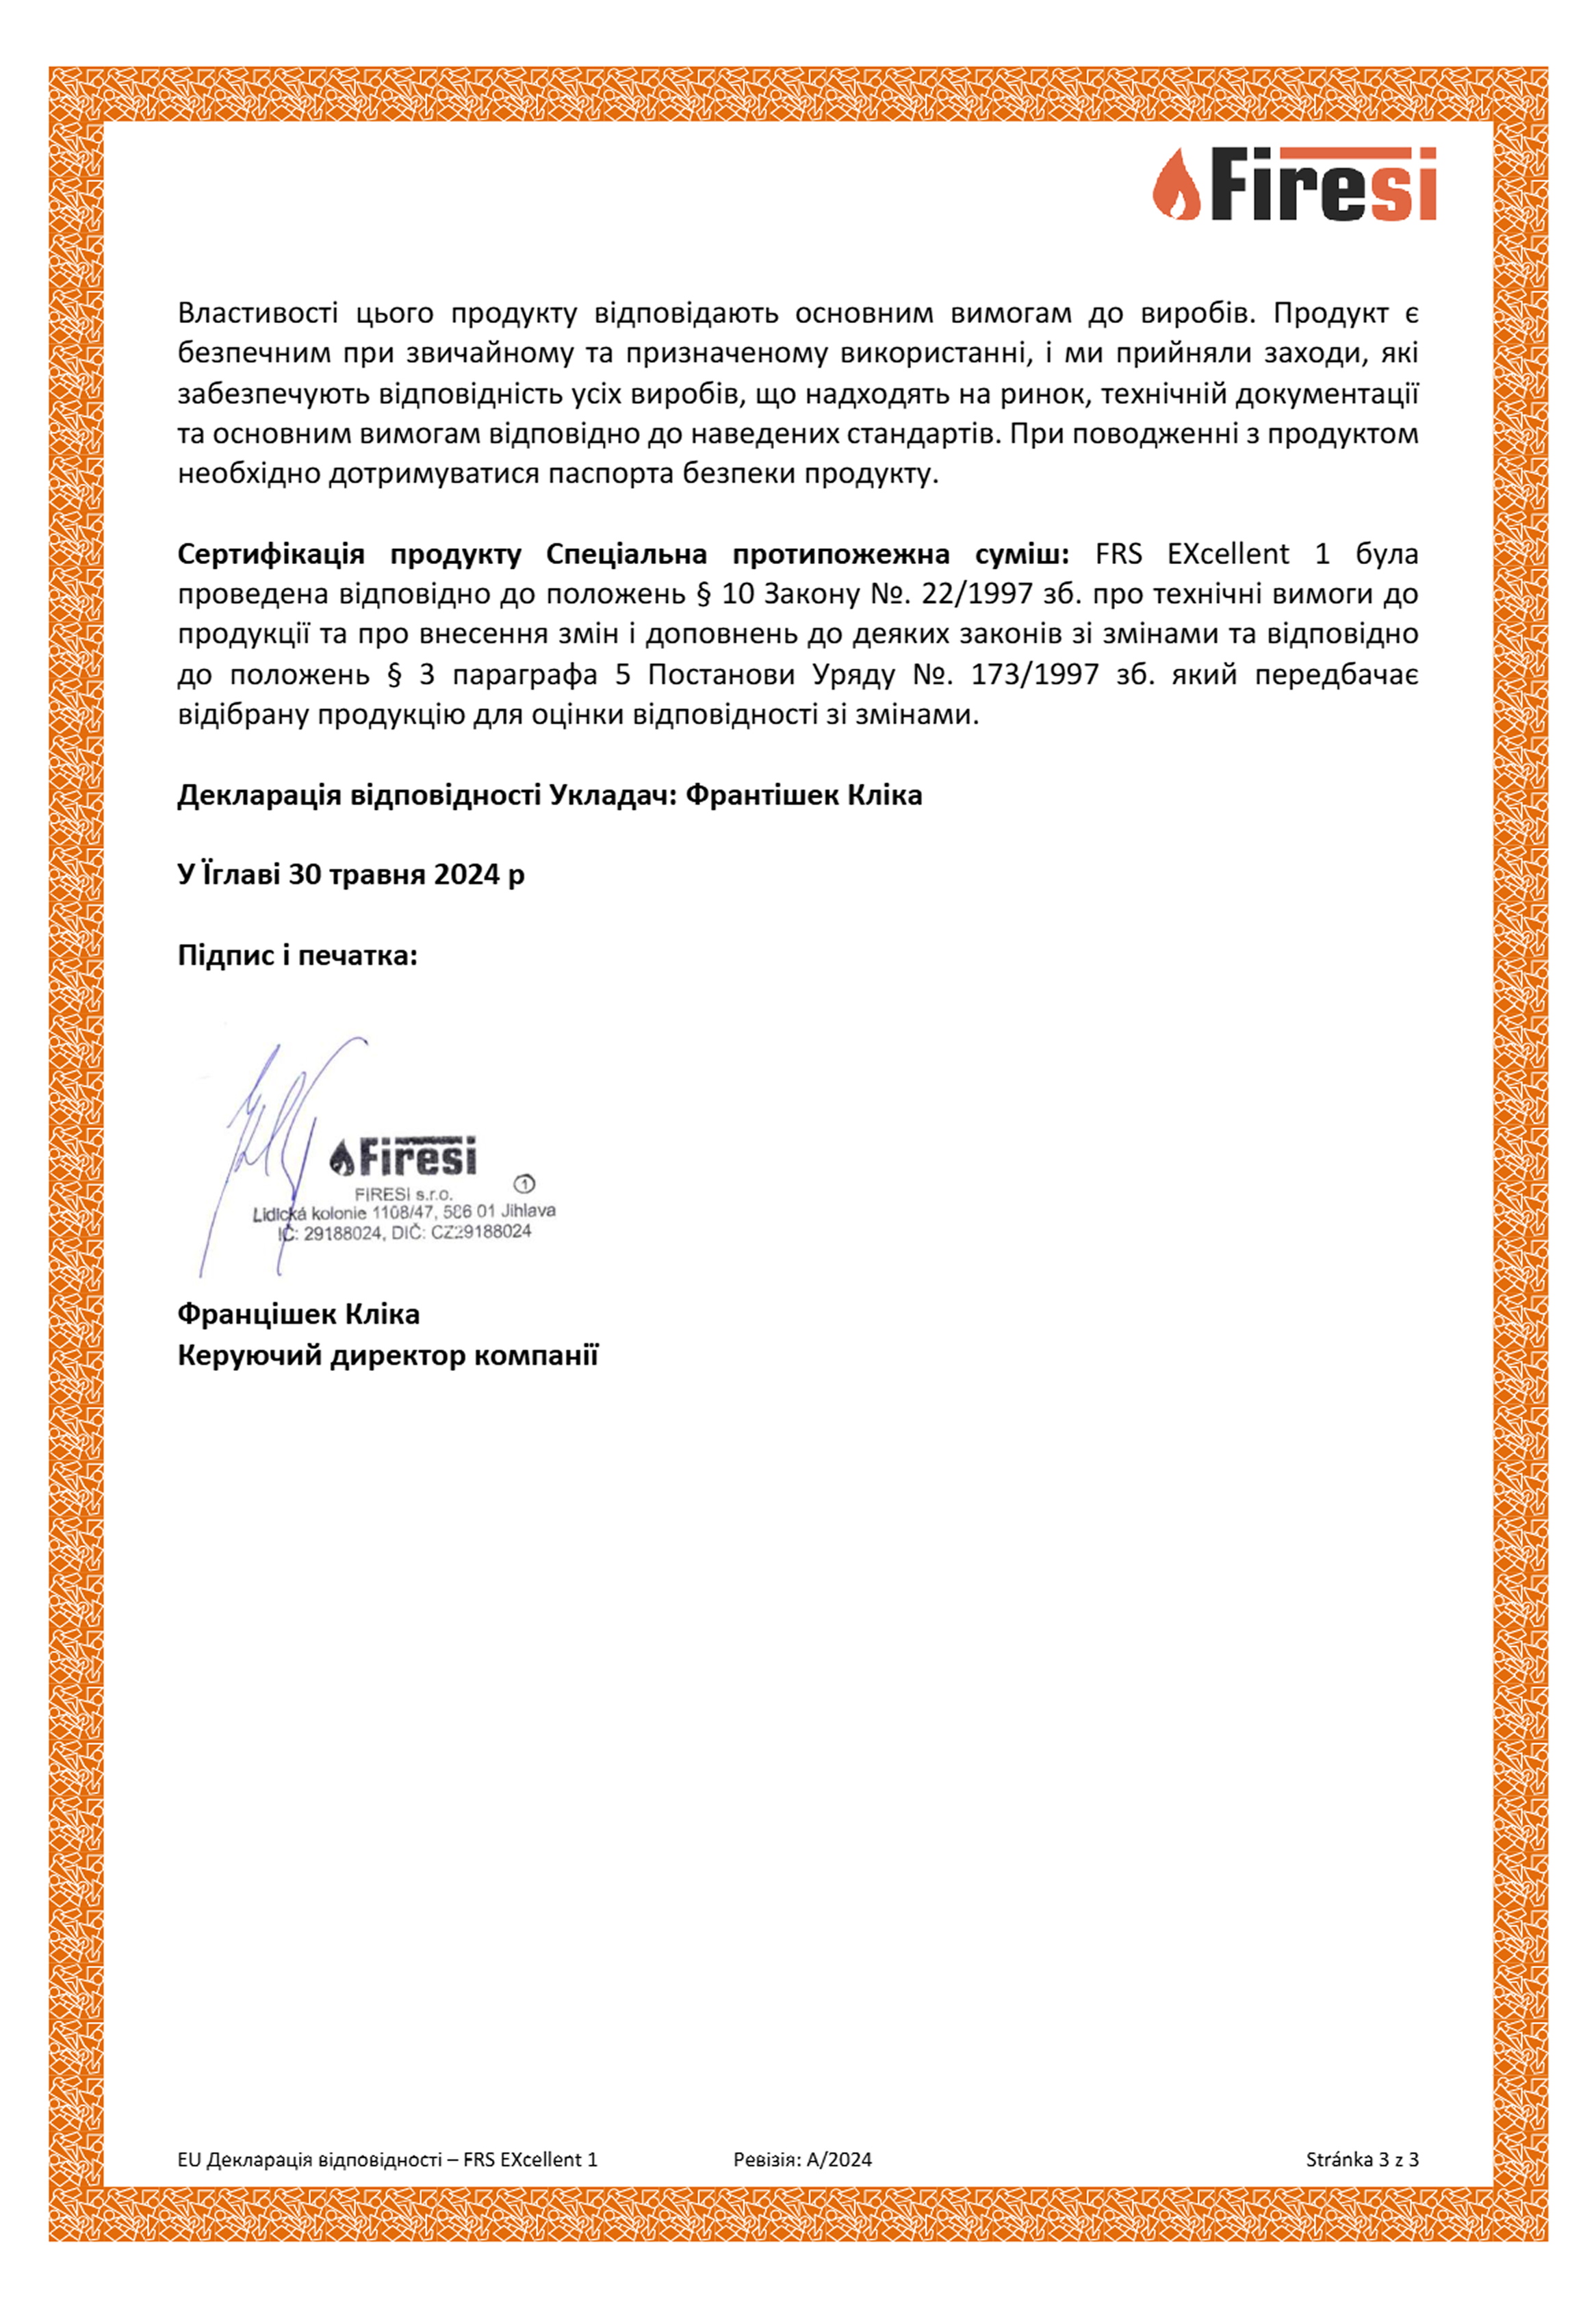 Firesi
Властивості цього продукту відповідають основним вимогам до виробів. Продукт є
безпечним при звичайному та призначеному використанні, і ми прийняли заходи, які
забезпечують відповідність усіх виробів, що надходять на ринок, технічній документації
та основним вимогам відповідно до наведених стандартів. При поводженні з продуктом
необхідно дотримуватися паспорта безпеки продукту.
Сертифікація продукту Спеціальна протипожежна суміш: FRS EXcellent 1 була
проведена відповідно до положень § 10 Закону №. 22/1997 зб. про технічні вимоги до
продукції та про внесення змін і доповнень до деяких законів зі змінами та відповідно
до положень § 3 параграфа 5 Постанови Уряду №. 173/1997 зб. який передбачає
відібрану продукцію для оцінки відповідності зі змінами.
Декларація відповідності Укладач: Франтішек Кліка
У Їглаві 30 травня 2024 р
Підпис і печатка:
Firesi
FIRESI s.r.o. 1
Lidická kolonie 1108/47, 586 01 Jihlava
IČ: 29188024, DIČ: CZ29188024
Францішек Кліка
Керуючий директор компанії
EU Декларація відповідності – FRS EXcellent 1 Ревізія: A/2024 Stránka 3 z 3